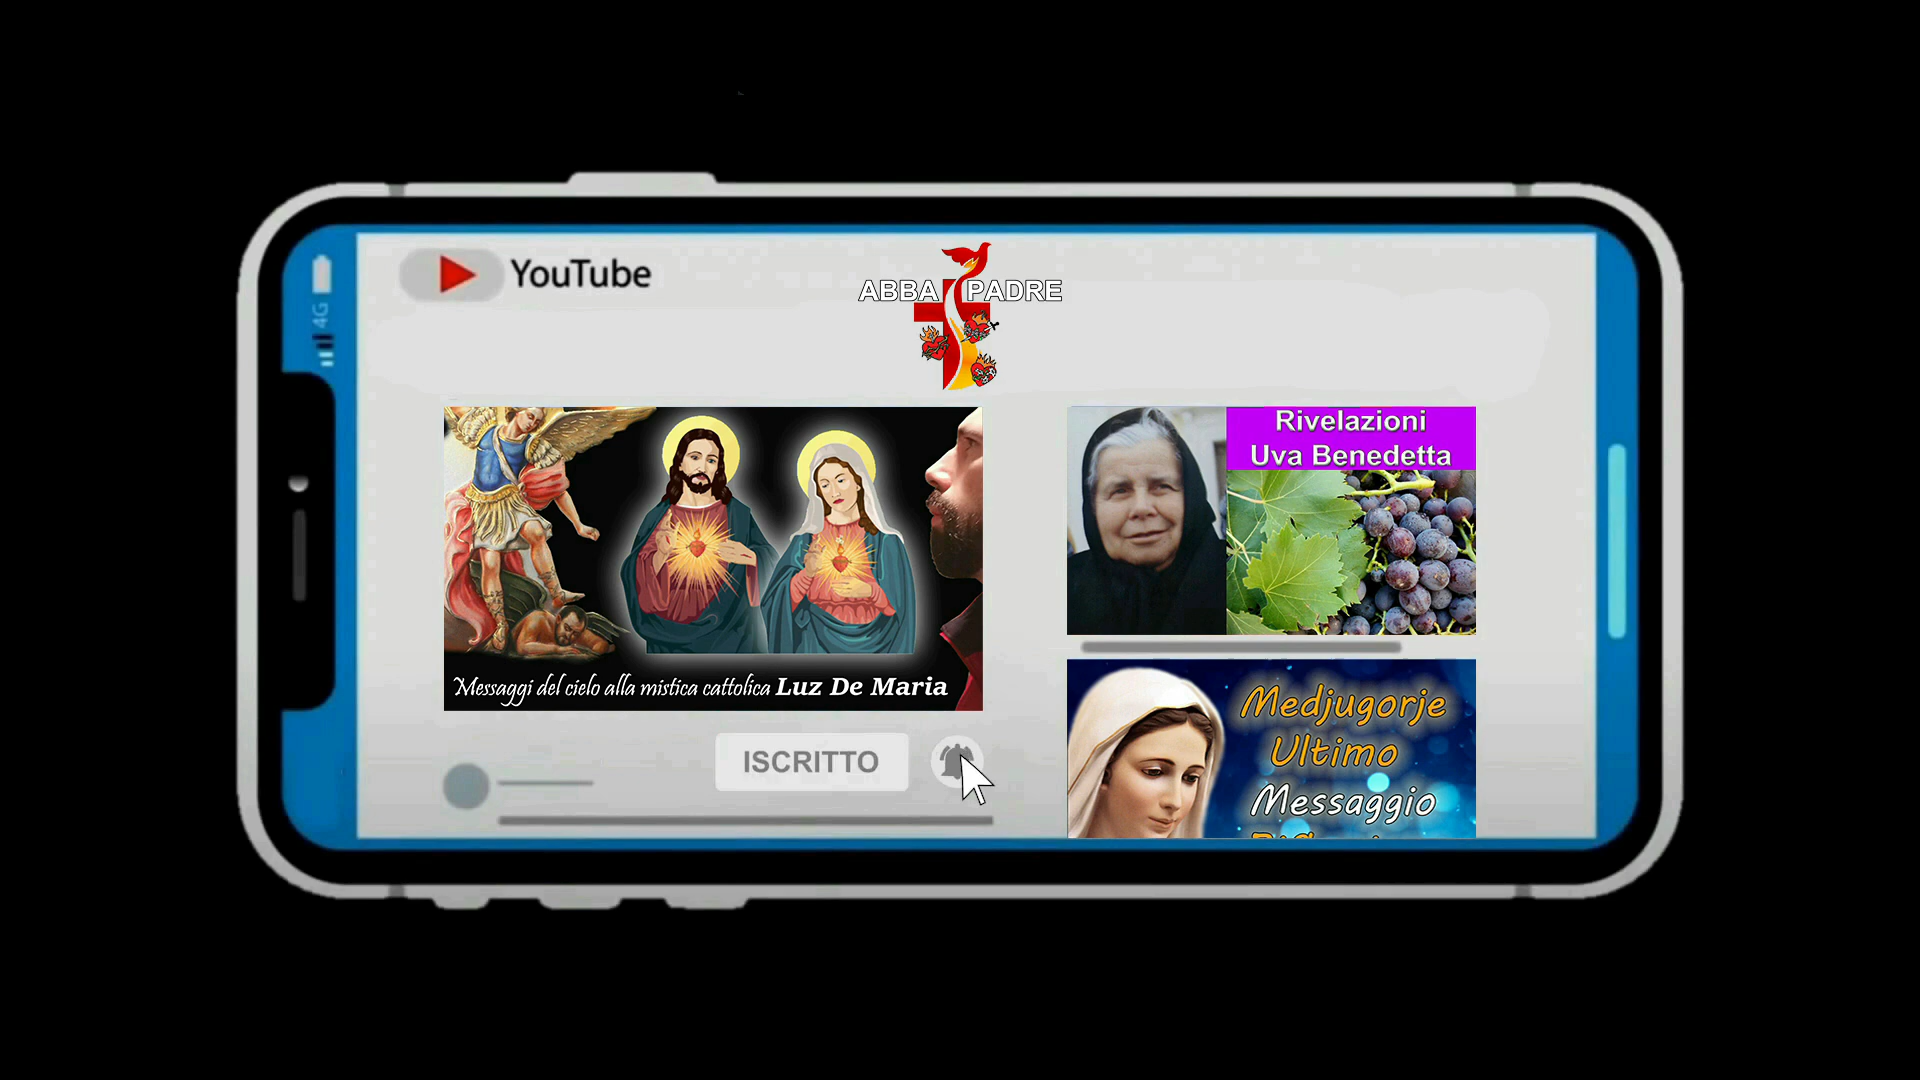 4G
YouTube
ABBA PADRE
Messaggi del cielo alla mistica cattolica Luz De Maria
ISCRITTO
Rivelazioni
Uva Benedetta
Medjugorje
Ultimo
Messaggio